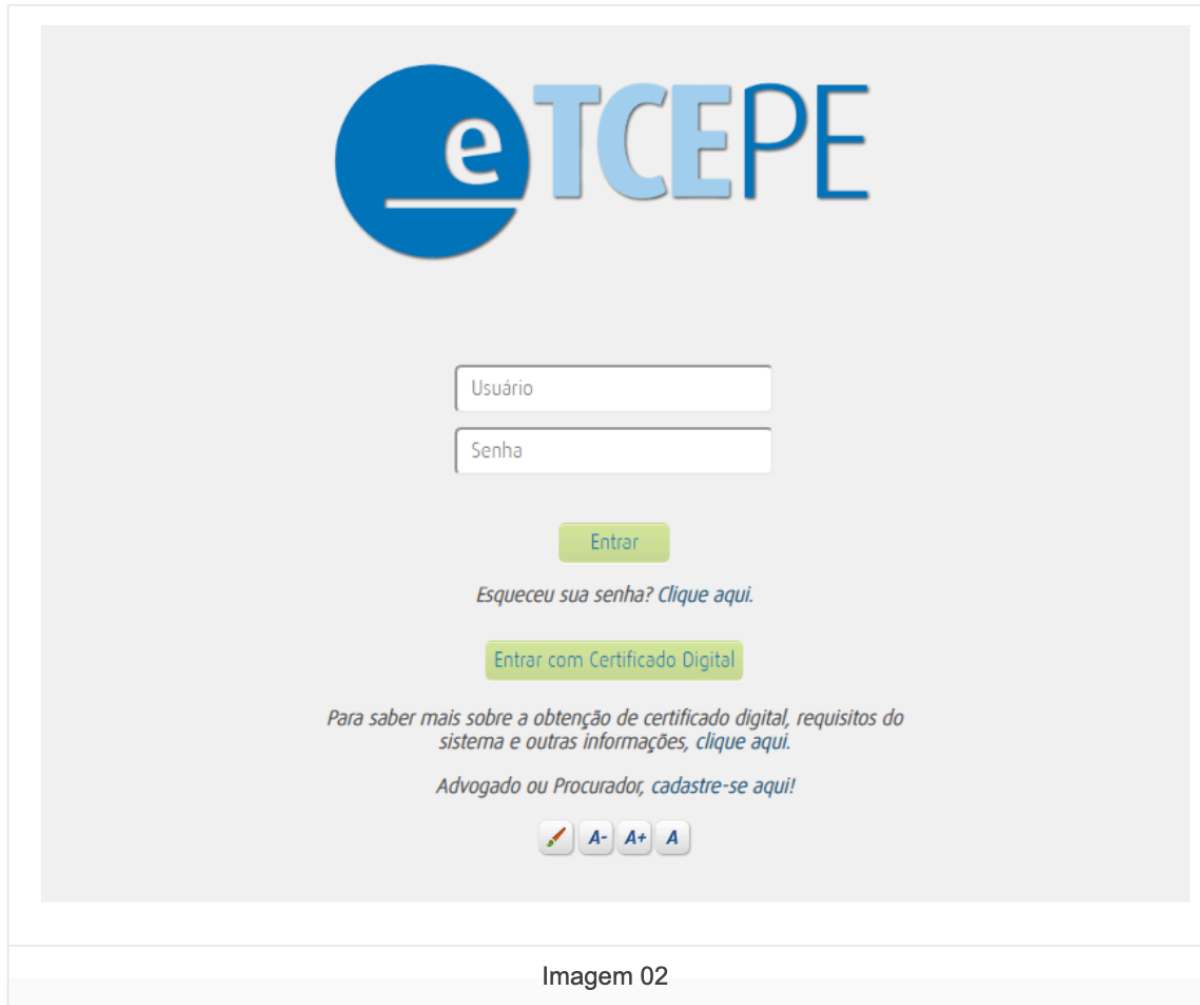 e TCEPE
Usuário
Senha
Entrar
Esqueceu sua senha? Clique aqui.
Entrar com Certificado Digital
Para saber mais sobre a obtenção de certificado digital, requisitos do
sistema e outras informações, clique aqui.
Advogado ou Procurador, cadastre-se aqui!
A- A+ A
Imagem 02